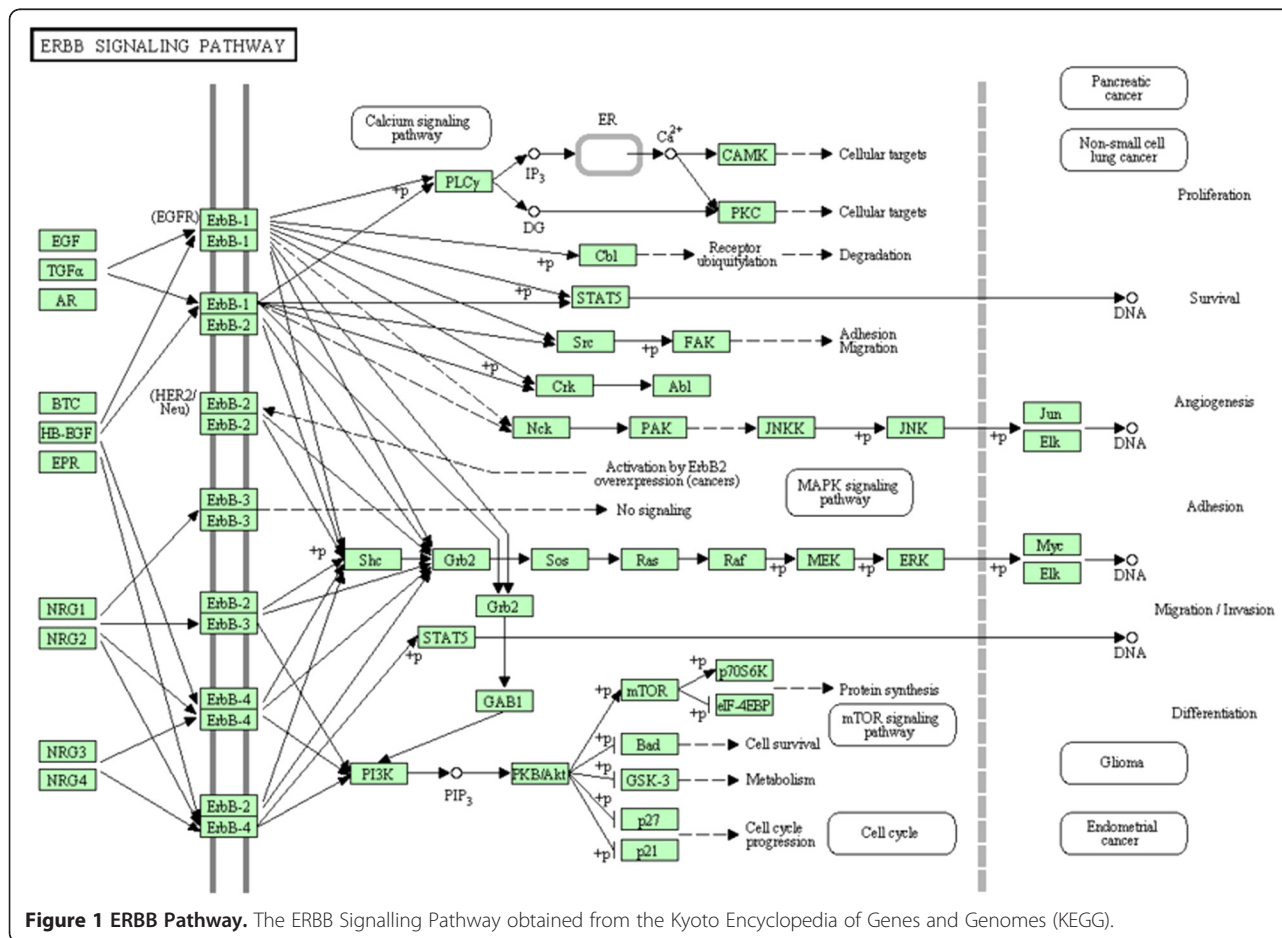 ERBB SIGNALING PATHWAY
Pancreatic
cancer
Calcium signaling
pathway
ER
Ca2+
Non-small cell
lung cancer
IP3
CAMK
Cellular targets
+p
PLCγ
DG
PKC
Cellular targets
Proliferation
(EGFR)
ErbB-1
ErbB-1
EGF
TGFα
AR
+p
Cbl
Receptor
ubiquitylation
Degradation
ErbB-1
ErbB-2
+p
STAT5
DNA
Survival
Src
+p
FAK
Adhesion
Migration
+p
Crk
Abl
(HER2/
Neu)
ErbB-2
ErbB-2
BTC
HB-EGF
EPR
Nck
PAK
JNKK
+p
JNK
+p
Jun
Elk
DNA
Angiogenesis
Activation by ErbB2
overexpression (cancers)
MAPK signaling
pathway
ErbB-3
ErbB-3
No signaling
Adhesion
+p
Shc
Grb2
Sos
Ras
Raf
+p
MEK
+p
ERK
+p
Myc
Elk
DNA
NRG1
NRG2
ErbB-2
ErbB-3
Grb2
Migration / Invasion
STAT5
+p
DNA
ErbB-4
ErbB-4
GAB1
+p
mTOR
+p
p70S6K
+p
eIF-4EBP
Protein synthesis
mTOR signaling
pathway
Differentiation
NRG3
NRG4
+p
Bad
Cell survival
PI3K
PIP3
PKB/Akt
+p
GSK-3
Metabolism
Glioma
ErbB-2
ErbB-4
+p
p27
+p
p21
Cell cycle
progression
Cell cycle
Endometrial
cancer
Figure 1 ERBB Pathway. The ERBB Signalling Pathway obtained from the Kyoto Encyclopedia of Genes and Genomes (KEGG).